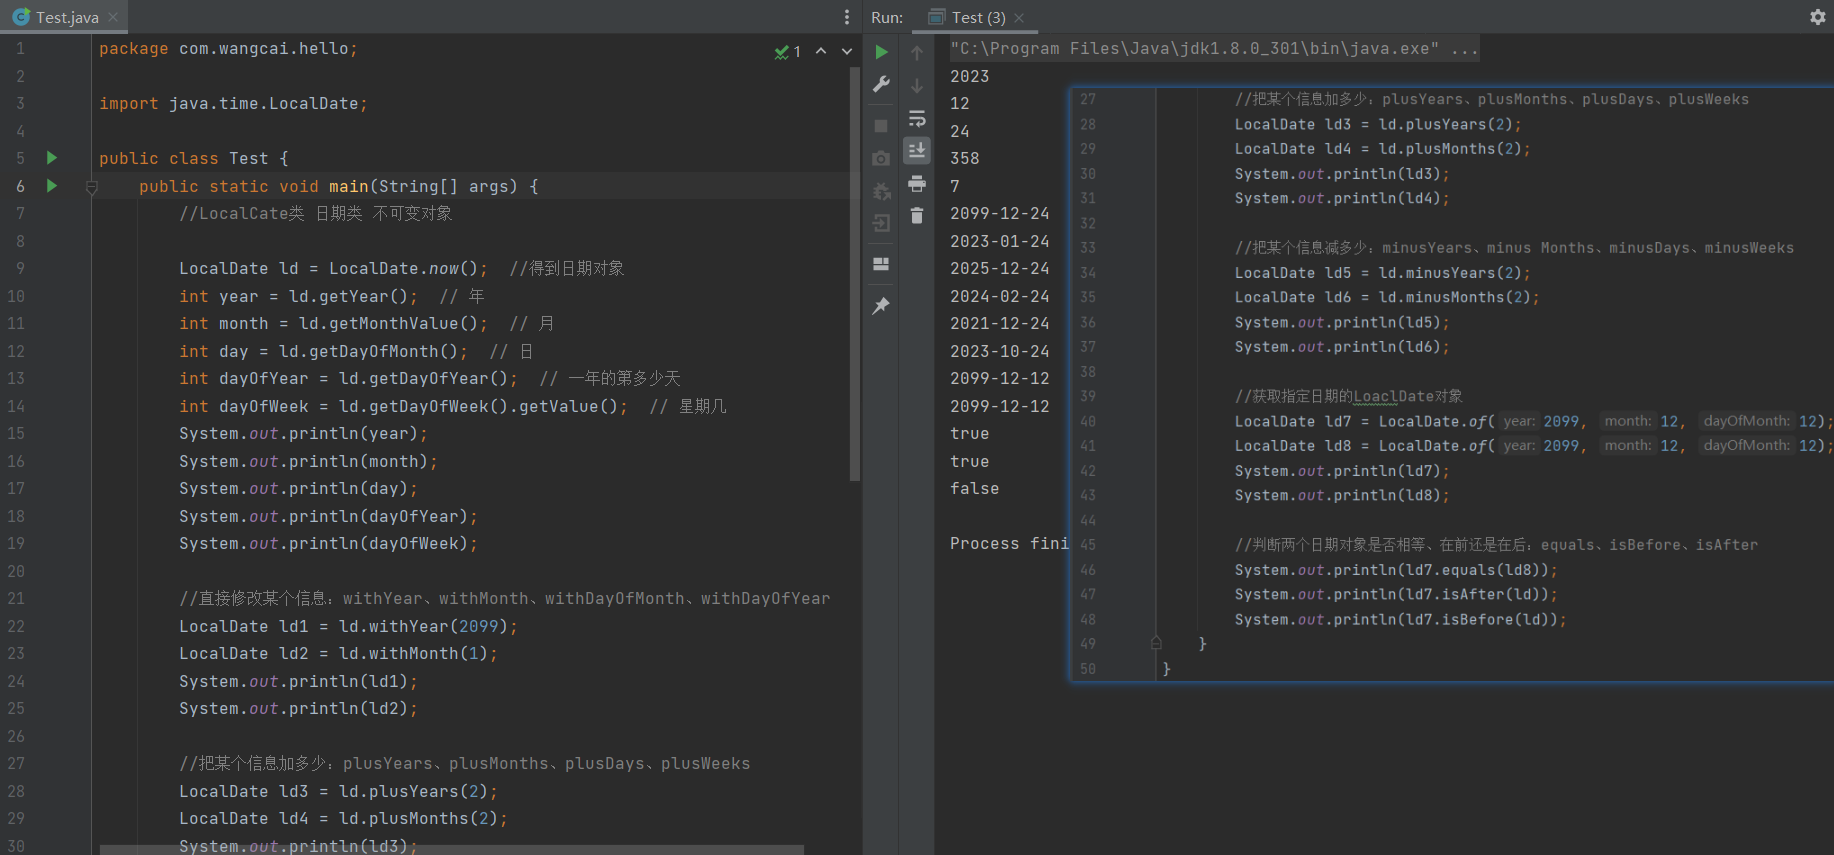 Test.java
package com.wangcai.hello;
1
import java.time.LocalDate;
public class Test {
public static void main(String[] args) {
//LocalCate类 日期类 不可变对象
LocalDate ld = LocalDate.now();  //得到日期对象
int year = ld.getYear();  // 年
int month = ld.getMonthValue();  // 月
int day = ld.getDayOfMonth();  // 日
int dayOfYear = ld.getDayOfYear();  // 一年的第多少天
int dayOfWeek = ld.getDayOfWeek().getValue();  // 星期几
System.out.println(year);
System.out.println(month);
System.out.println(day);
System.out.println(dayOfYear);
System.out.println(dayOfWeek);
//直接修改某个信息：withYear、withMonth、withDayOfMonth、withDayOfYear
LocalDate ld1 = ld.withYear(2099);
LocalDate ld2 = ld.withMonth(1);
System.out.println(ld1);
System.out.println(ld2);
//把某个信息加多少：plusYears、plusMonths、plusDays、plusWeeks
LocalDate ld3 = ld.plusYears(2);
LocalDate ld4 = ld.plusMonths(2);
System.out.println(ld3);
1
2
3
4
5
6
7
8
9
10
11
12
13
14
15
16
17
18
19
20
21
22
23
24
25
26
27
28
29
30
Run:
Test (3)
"C:\Program Files\Java\jdk1.8.0_301\bin\java.exe" ...
2023
12
24
358
7
2099-12-24
2023-01-24
2025-12-24
2024-02-24
2021-12-24
2023-10-24
2099-12-12
2099-12-12
true
true
false
Process fini
27 //把某个信息加多少：plusYears、plusMonths、plusDays、plusWeeks
28 LocalDate ld3 = ld.plusYears(2);
29 LocalDate ld4 = ld.plusMonths(2);
30 System.out.println(ld3);
31 System.out.println(ld4);
32
33 //把某个信息减多少：minusYears、minus Months、minusDays、minusWeeks
34 LocalDate ld5 = ld.minusYears(2);
35 LocalDate ld6 = ld.minusMonths(2);
36 System.out.println(ld5);
37 System.out.println(ld6);
38
39 //获取指定日期的LoaclDate对象
40 LocalDate ld7 = LocalDate.of( year: 2099, month: 12, dayOfMonth: 12);
41 LocalDate ld8 = LocalDate.of( year: 2099, month: 12, dayOfMonth: 12);
42 System.out.println(ld7);
43 System.out.println(ld8);
44
45 //判断两个日期对象是否相等、在前还是在后：equals、isBefore、isAfter
46 System.out.println(ld7.equals(ld8));
47 System.out.println(ld7.isAfter(ld));
48 System.out.println(ld7.isBefore(ld));
49 }
50 }